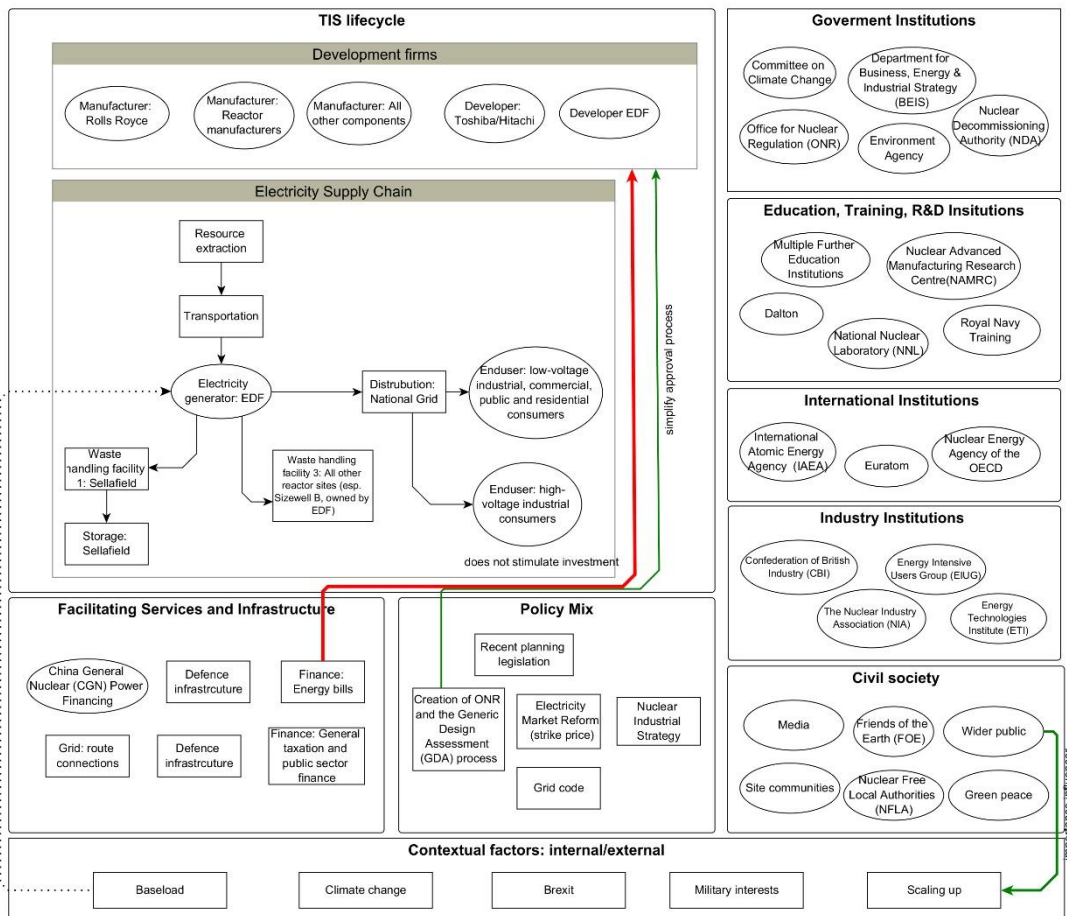 TIS lifecycle
Development firms
Manufacturer:
Rolls Royce
Manufacturer:
Reactor
manufacturers
Manufacturer: All
other components
Developer:
Toshiba/Hitachi
Developer EDF
Electricity Supply Chain
Resource
extraction
Transportation
Electricity
generator: EDF
Distrubution:
National Grid
Enduser: low-voltage
industrial, commercial,
public and residential
consumers
Waste
handling facility
1: Sellafield
Waste handling
facility 3: All other
reactor sites (esp.
Sizewell B, owned by
EDF)
Enduser: high-
voltage industrial
consumers
Storage:
Sellafield
does not stimulate investment
simplify approval process
Goverment Institutions
Committee on
Climate Change
Department for
Business, Energy &
Industrial Strategy
(BEIS)
Office for Nuclear
Regulation (ONR)
Environment
Agency
Nuclear
Decommissioning
Authority (NDA)
Education, Training, R&D Insitutions
Multiple Further
Education
Institutions
Nuclear Advanced
Manufacturing Research
Centre(NAMRC)
Dalton
National Nuclear
Laboratory (NNL)
Royal Navy
Training
International Institutions
International
Atomic Energy
Agency (IAEA)
Euratom
Nuclear Energy
Agency of the
OECD
Industry Institutions
Confederation of British
Industry (CBI)
Energy Intensive
Users Group (EIUG)
The Nuclear Industry
Association (NIA)
Energy
Technologies
Institute (ETI)
Facilitating Services and Infrastructure
China General
Nuclear (CGN) Power
Financing
Defence
infrastrcuture
Finance:
Energy bills
Grid: route
connections
Defence
infrastrcuture
Finance: General
taxation and
public sector
finance
Policy Mix
Recent planning
legislation
Creation of ONR
and the Generic
Design
Assessment
(GDA) process
Electricity
Market Reform
(strike price)
Nuclear
Industrial
Strategy
Grid code
Civil society
Media
Friends of the
Earth (FOE)
Wider public
Site communities
Nuclear Free
Local Authorities
(NFLA)
Green peace
Contextual factors: internal/external
Baseload
Climate change
Brexit
Military interests
Scaling up